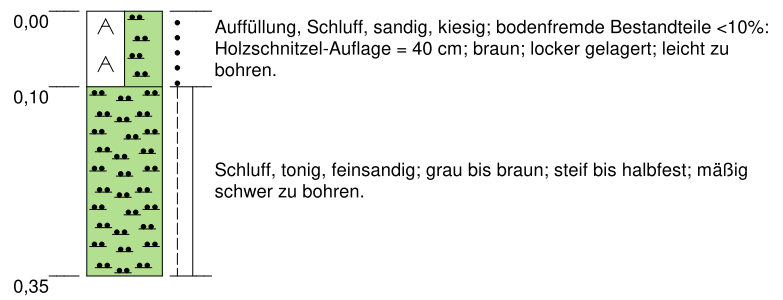 0,00
Auffüllung, Schluff, sandig, kiesig; bodenfremde Bestandteile <10%:
Holzschnitzel-Auflage = 40 cm; braun; locker gelagert; leicht zu
bohren.
A
A
0,10
Schluff, tonig, feinsandig; grau bis braun; steif bis halbfest; mäßig
schwer zu bohren.
0,35